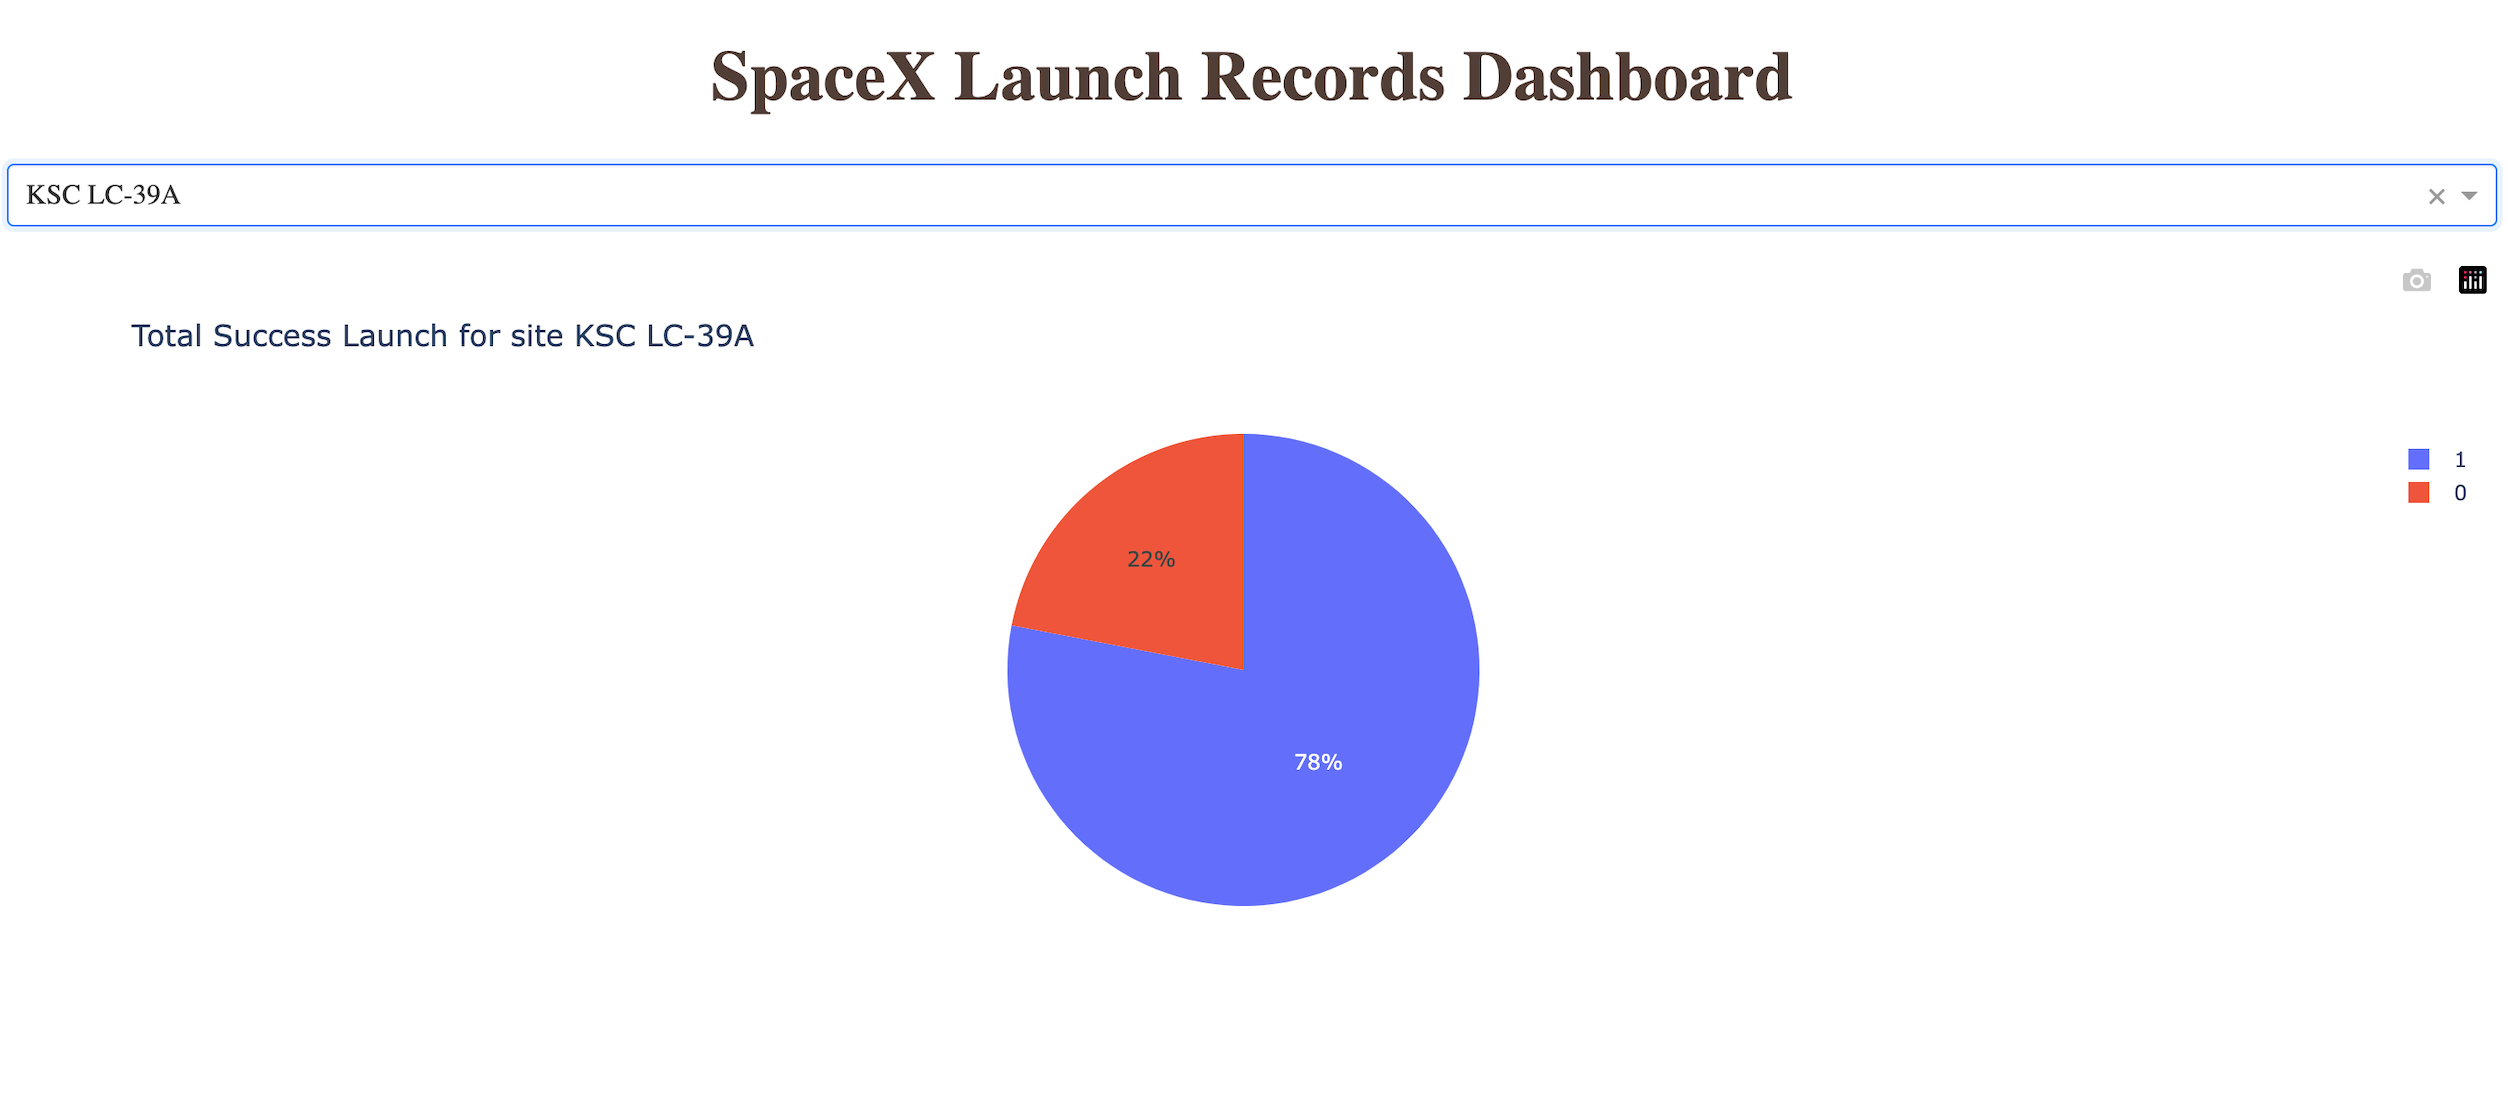 SpaceX Launch Records Dashboard
KSC LC-39A
Total Success Launch for site KSC LC-39A
1
0
22%
78%